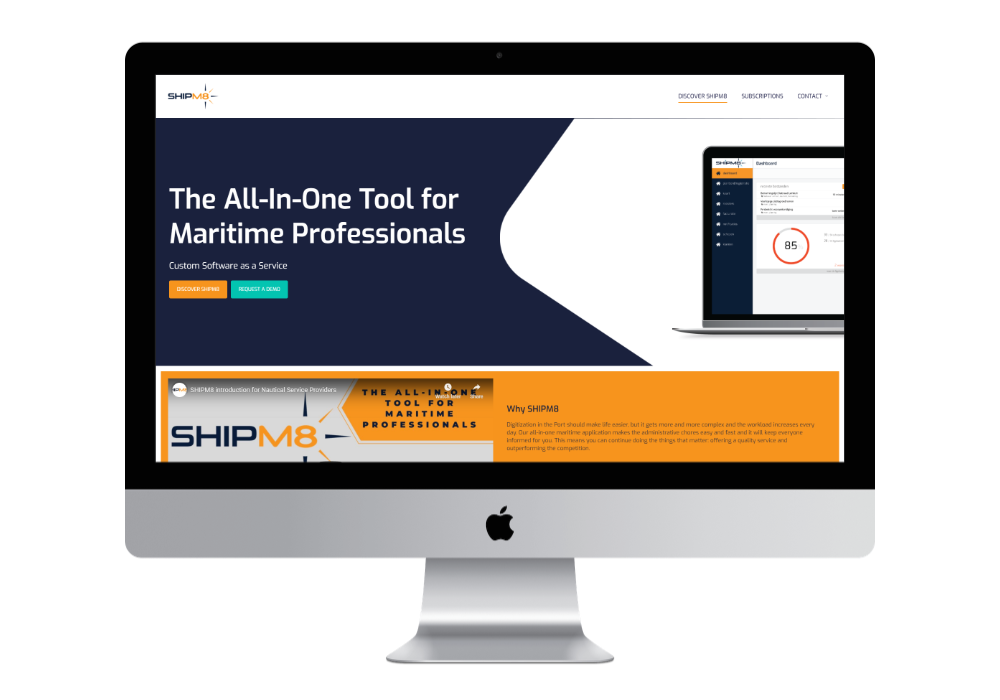 SHIPM8
DISCOVER SHIPM8
SUBSCRIPTIONS
CONTACT
The All-In-One Tool for
Maritime Professionals
Custom Software as a Service
DISCOVER SHIPM8
REQUEST A DEMO
SHIPM8
Dashboard
Dashboard
85
SHIPM8 introduction for Nautical Service Providers
Watch later
Share
THE ALL-IN-ONE
TOOL FOR
MARITIME
PROFESSIONALS
SHIPM8
Why SHIPM8
Digitization in the Port should make life easier, but it gets more and more complex and the workload increases every
day. Our all-in-one maritime application makes the administrative chores easy and fast and it will keep everyone
informed for you. This means you can continue doing the things that matter: offering a quality service and
outperforming the competition.